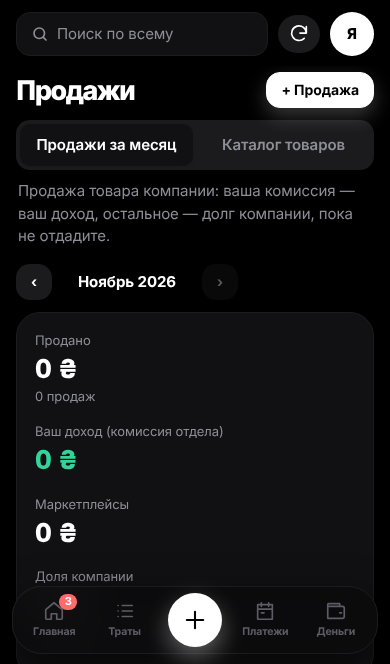 Поиск по всему
Я
Продажи
+ Продажа
Продажи за месяц
Каталог товаров
Продажа товара компании: ваша комиссия —
ваш доход, остальное — долг компании, пока
не отдадите.
‹
Ноябрь 2026
›
Продано
0 ₴
0 продаж
Ваш доход (комиссия отдела)
0 ₴
Маркетплейсы
0 ₴
Доля компании
3
Главная
Траты
+
Платежи
Деньги